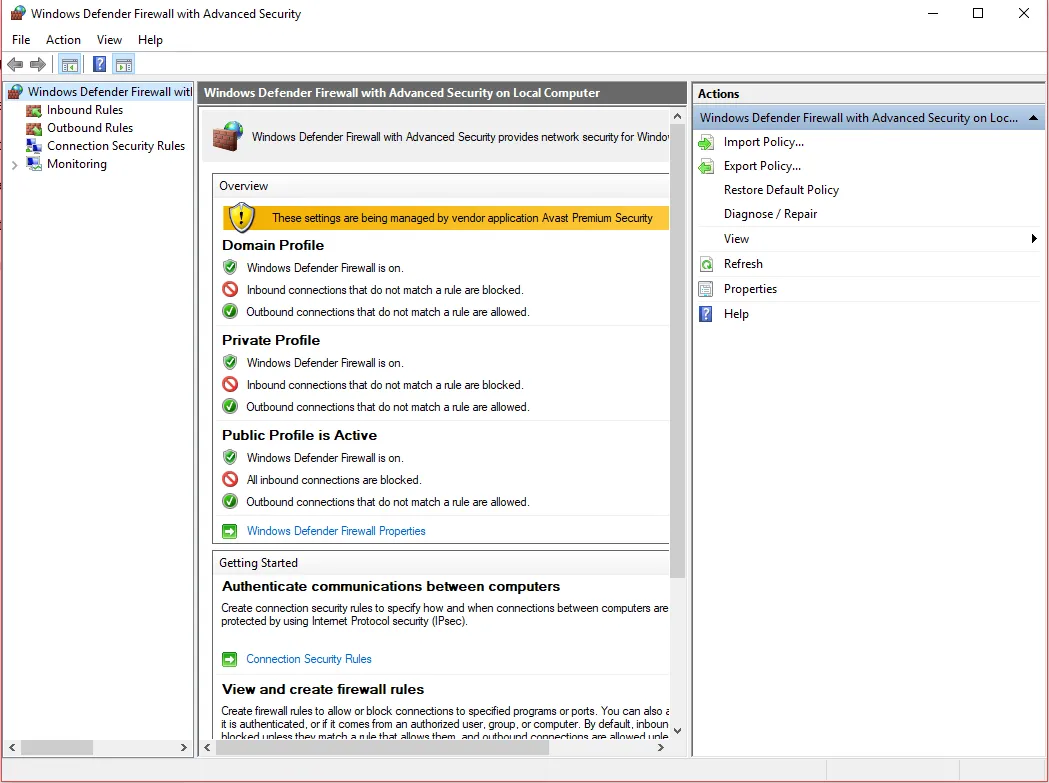 Windows Defender Firewall with Advanced Security
File Action View Help
Windows Defender Firewall wit
Inbound Rules
Outbound Rules
Connection Security Rules
Monitoring
Windows Defender Firewall with Advanced Security on Local Computer
Windows Defender Firewall with Advanced Security provides network security for Window
Overview
These settings are being managed by vendor application Avast Premium Security
Domain Profile
Windows Defender Firewall is on.
Inbound connections that do not match a rule are blocked.
Outbound connections that do not match a rule are allowed.
Private Profile
Windows Defender Firewall is on.
Inbound connections that do not match a rule are blocked.
Outbound connections that do not match a rule are allowed.
Public Profile is Active
Windows Defender Firewall is on.
All inbound connections are blocked.
Outbound connections that do not match a rule are allowed.
Windows Defender Firewall Properties
Getting Started
Authenticate communications between computers
Create connection security rules to specify how and when connections between computers are
protected by using Internet Protocol security (IPsec).
Connection Security Rules
View and create firewall rules
Create firewall rules to allow or block connections to specified programs or ports. You can also a
it is authenticated, or if it comes from an authorized user, group, or computer. By default, inboun
blocked unless they match a rule that allows them, and outbound connections are allowed unle
Actions
Windows Defender Firewall with Advanced Security on Loc...
Import Policy...
Export Policy...
Restore Default Policy
Diagnose / Repair
View
Refresh
Properties
Help